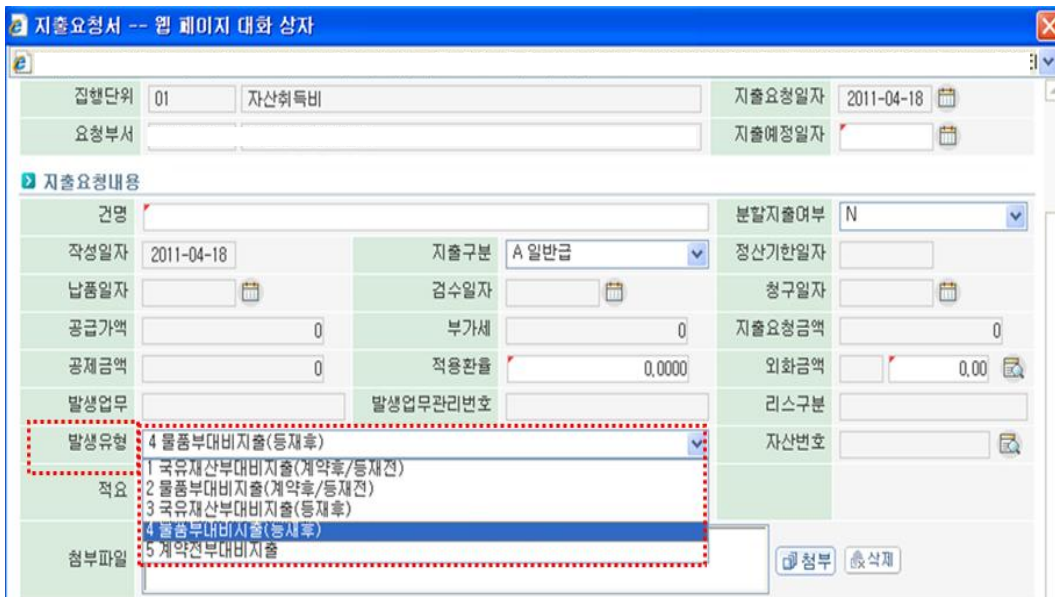 지출요청서 -- 웹 페이지 대화 상자
집행단위 01 자산취득비 지출요청일자 2011-04-18
요청부서 지출예정일자
지출요청내용
건명 분할지출여부 N
작성일자 2011-04-18 지출구분 A 일반급 정산기한일자
납품일자 검수일자 청구일자
공급가액 0 부가세 0 지출요청금액 0
공제금액 0 적용환율 0,0000 외화금액 0,00
발생업무 발생업무관리번호 리스구분
발생유형 4 물품부대비지출(등재후) 자산번호
1 국유재산부대비지출(계약후/등재전)
적요 2 물품부대비지출(계약후/등재전)
3 국유재산부대비지출(등재후)
4 물품부대비지출(등재후)
5 계약전부대비지출
첨부파일 첨부 삭제